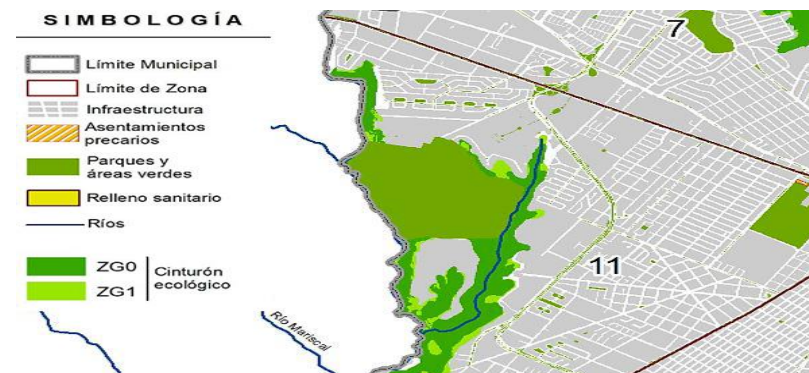 SIMBOLOGÍA
Límite Municipal
Límite de Zona
Infraestructura
Asentamientos
precarios
Parques y
áreas verdes
Relleno sanitario
Ríos
ZG0
ZG1
Cinturón
ecológico
7
11
Río Mariscal